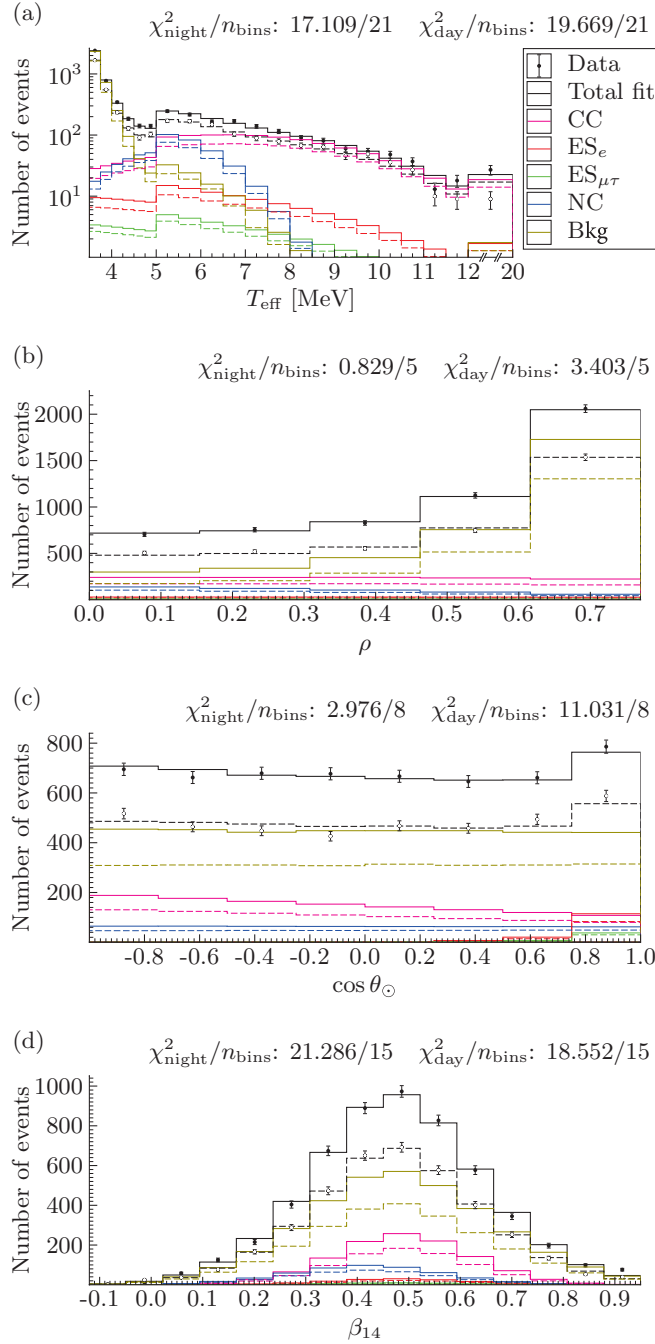 (a)
χ²night/nbins: 17.109/21 χ²day/nbins: 19.669/21
Number of events
10³
10²
10
4 5 6 7 8 9 10 11 12 20
Teff [MeV]
Data
Total fit
CC
ESe
ESμτ
NC
Bkg
(b)
χ²night/nbins: 0.829/5 χ²day/nbins: 3.403/5
Number of events
2000
1500
1000
500
0.0 0.1 0.2 0.3 0.4 0.5 0.6 0.7
ρ
(c)
χ²night/nbins: 2.976/8 χ²day/nbins: 11.031/8
Number of events
800
600
400
200
-0.8 -0.6 -0.4 -0.2 0.0 0.2 0.4 0.6 0.8 1.0
cos θ⊙
(d)
χ²night/nbins: 21.286/15 χ²day/nbins: 18.552/15
Number of events
1000
800
600
400
200
-0.1 0.0 0.1 0.2 0.3 0.4 0.5 0.6 0.7 0.8 0.9
β₁₄